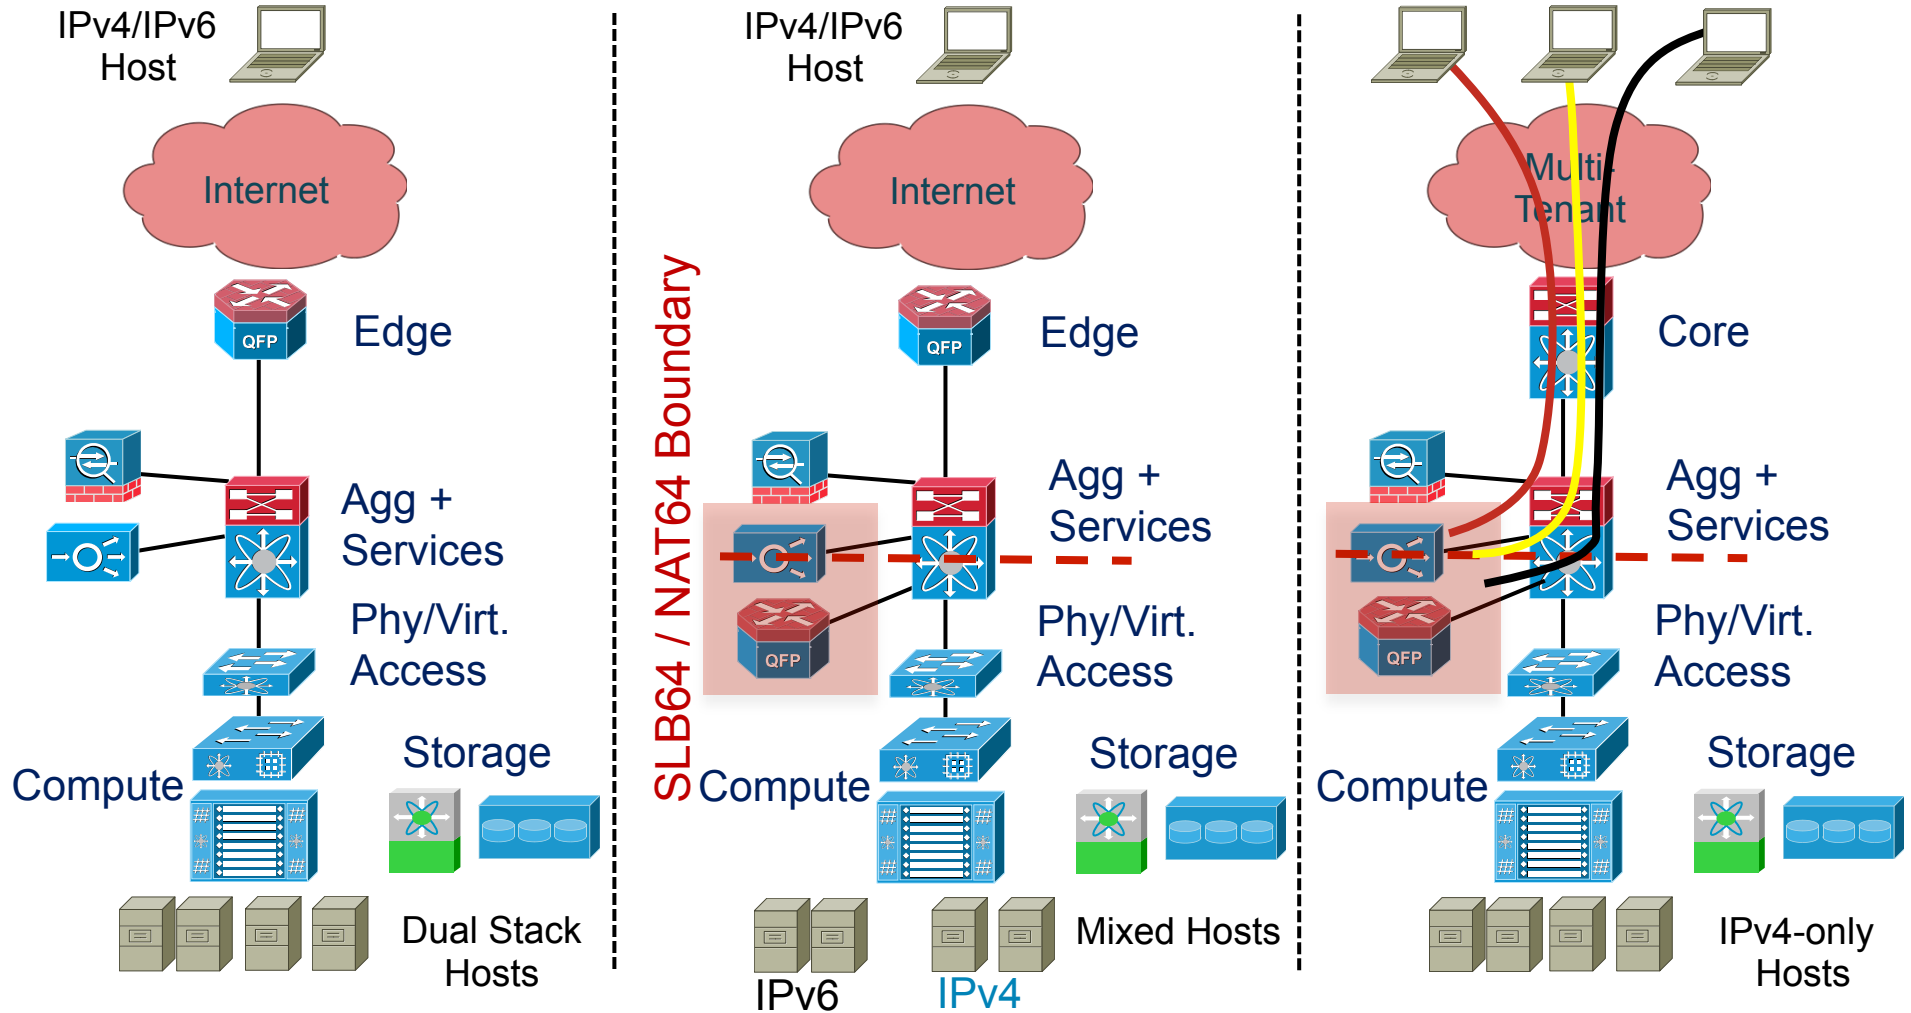 IPv4/IPv6
Host
Internet
QFP
Edge
Agg +
Services
Phy/Virt.
Access
Compute
Storage
Dual Stack
Hosts
SLB64 / NAT64 Boundary
IPv4/IPv6
Host
Internet
QFP
Edge
Agg +
Services
QFP
Phy/Virt.
Access
Compute
Storage
Mixed Hosts
IPv6
IPv4
Multi-
Tenant
Core
Agg +
Services
QFP
Phy/Virt.
Access
Compute
Storage
IPv4-only
Hosts